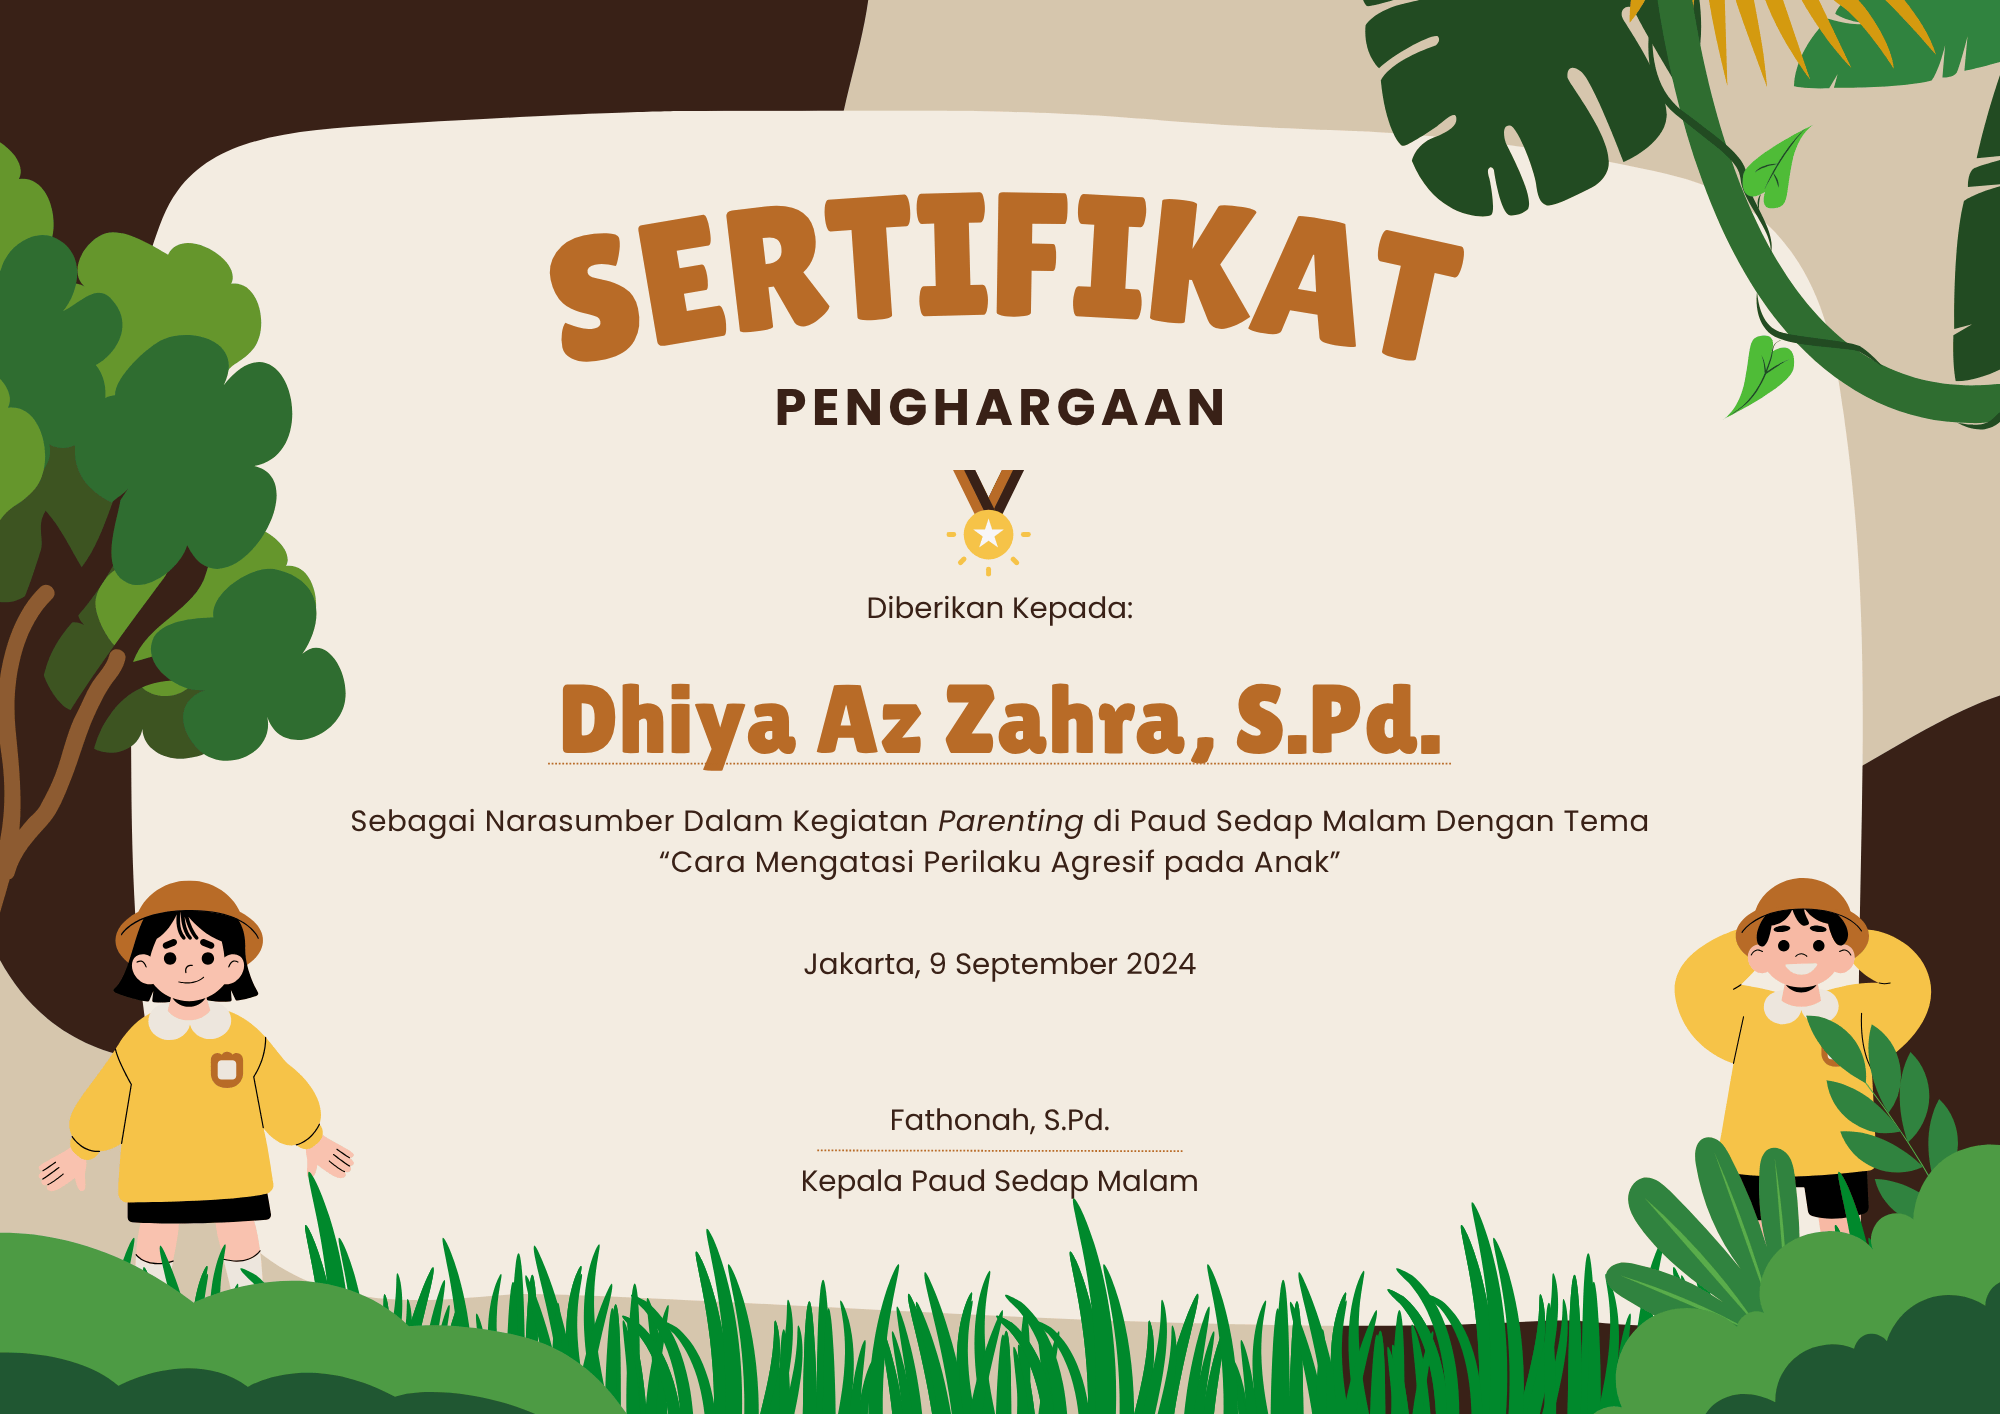 SERTIFIKAT
PENGHARGAAN
Diberikan Kepada:
Dhiya Az Zahra, S.Pd.
Sebagai Narasumber Dalam Kegiatan Parenting di Paud Sedap Malam Dengan Tema
“Cara Mengatasi Perilaku Agresif pada Anak”
Jakarta, 9 September 2024
Fathonah, S.Pd.
Kepala Paud Sedap Malam